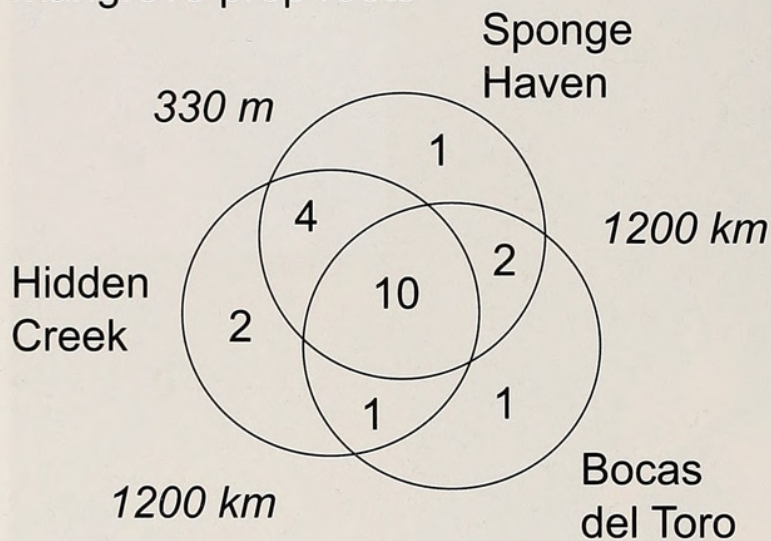 Sponge
Haven
330 m
1
4
1200 km
2
10
Hidden
Creek
2
1
1
Bocas
del Toro
1200 km